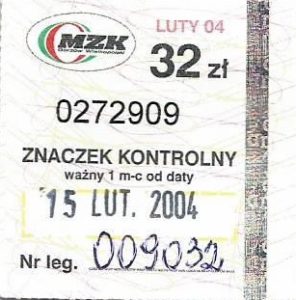 MZK
Gorzów Wielkopolski
LUTY 04
32 zł
0272909
ZNACZEK KONTROLNY
ważny 1 m-c od daty
15 LUT. 2004
Nr leg. 009032